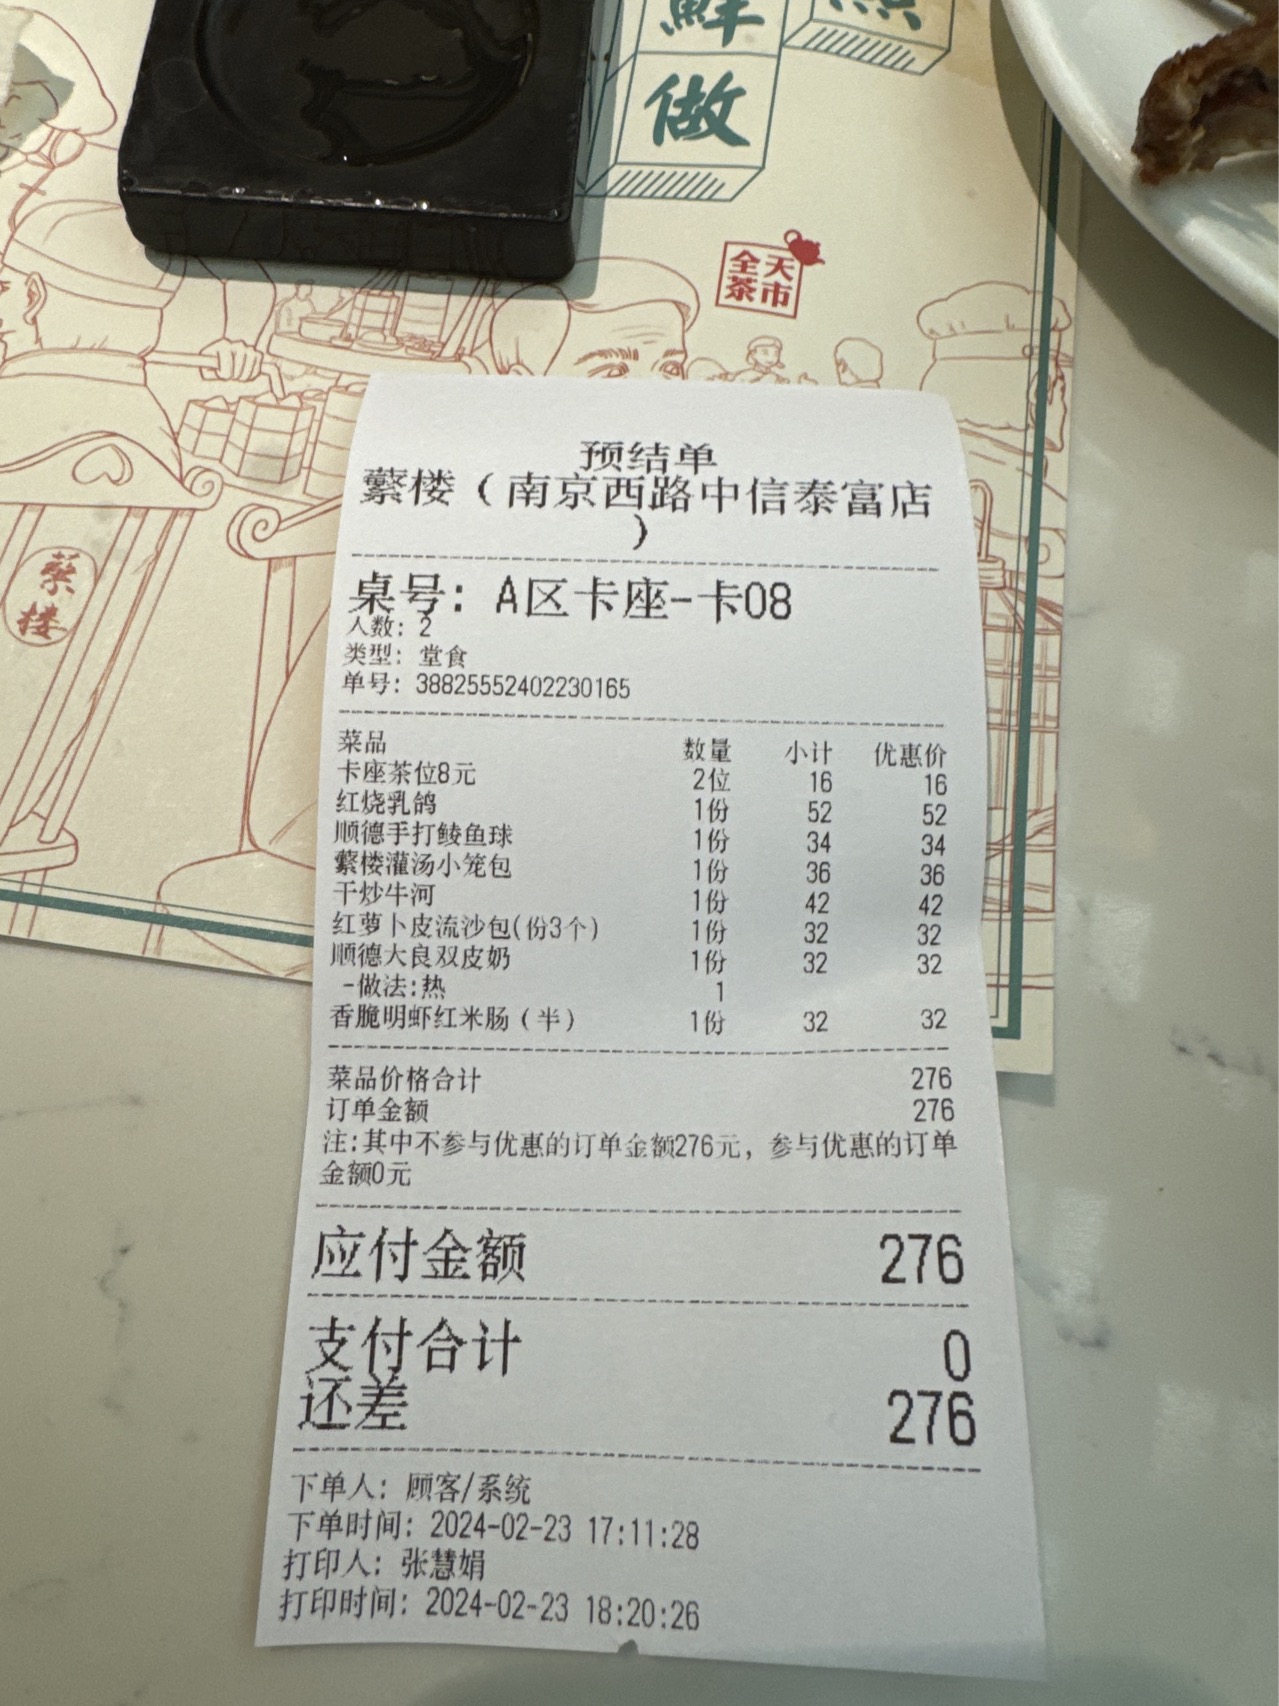 鲜
做
全天
茶市
蘩
楼
预结单
蘩楼（南京西路中信泰富店
）
桌号: A区卡座-卡08
人数: 2
类型: 堂食
单号: 38825552402230165
菜品 数量 小计 优惠价
卡座茶位8元 2位 16 16
红烧乳鸽 1份 52 52
顺德手打鲮鱼球 1份 34 34
蘩楼灌汤小笼包 1份 36 36
干炒牛河 1份 42 42
红萝卜皮流沙包(份3个) 1份 32 32
顺德大良双皮奶 1份 32 32
-做法:热 1
香脆明虾红米肠（半） 1份 32 32
菜品价格合计 276
订单金额 276
注:其中不参与优惠的订单金额276元，参与优惠的订单
金额0元
应付金额 276
支付合计 0
还差 276
下单人: 顾客/系统
下单时间: 2024-02-23 17:11:28
打印人: 张慧娟
打印时间: 2024-02-23 18:20:26